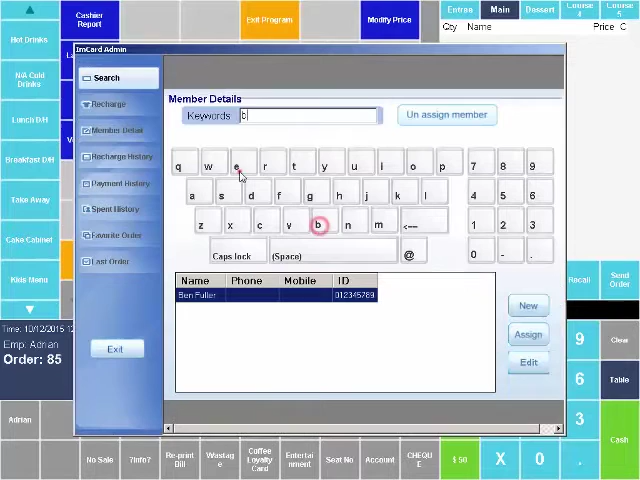 Cashier
Report
Exit Program
Modify Price
Entree
Main
Dessert
Course
4
Course
5
Qty Name Price C
Hot Drinks
N/A Cold
Drinks
Lunch D/H
Breakfast D/H
Take Away
Cake Cabinet
Kids Menu
ImCard Admin
Search
Recharge
Member Detail
Recharge History
Payment History
Spent History
Favorite Order
Last Order
Exit
Member Details
Keywords b
Un assign member
q w e r t y u i o p 7 8 9
a s d f g h j k l 4 5 6
z x c v b n m <--- 1 2 3
Caps lock (Space) @ 0 - .
Name Phone Mobile ID
Ben Fuller 012345789
New
Assign
Edit
Recall
Send
Order
Time: 10/12/2015 12
Emp: Adrian
Order: 85
9
Clear
6
Table
3
Cash
Adrian
No Sale
?Info?
Re-print
Bill
Wastag
e
Coffee
Loyalty
Card
Entertai
nment
Seat No
Account
CHEQU
E
$ 50
X
0
.